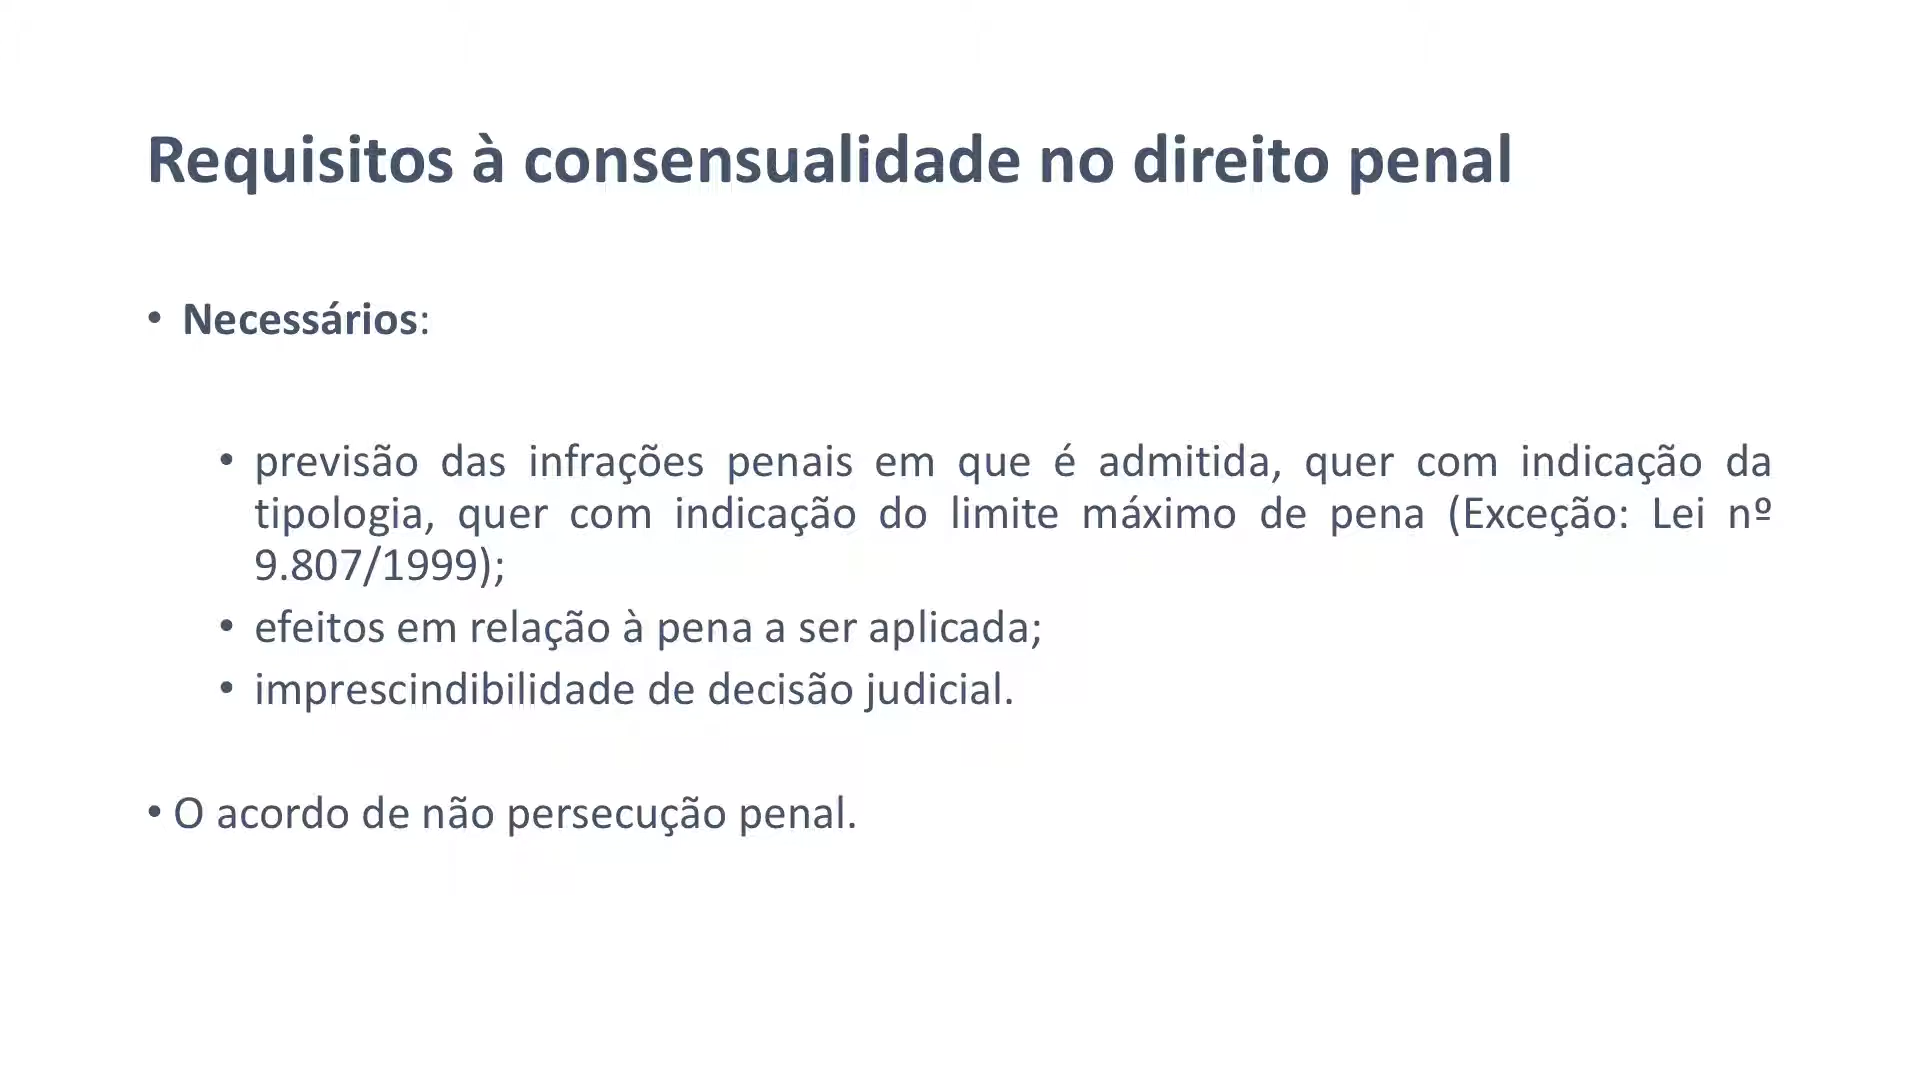 Requisitos à consensualidade no direito penal
• Necessários:
• previsão das infrações penais em que é admitida, quer com indicação da
tipologia, quer com indicação do limite máximo de pena (Exceção: Lei nº
9.807/1999);
• efeitos em relação à pena a ser aplicada;
• imprescindibilidade de decisão judicial.
• O acordo de não persecução penal.